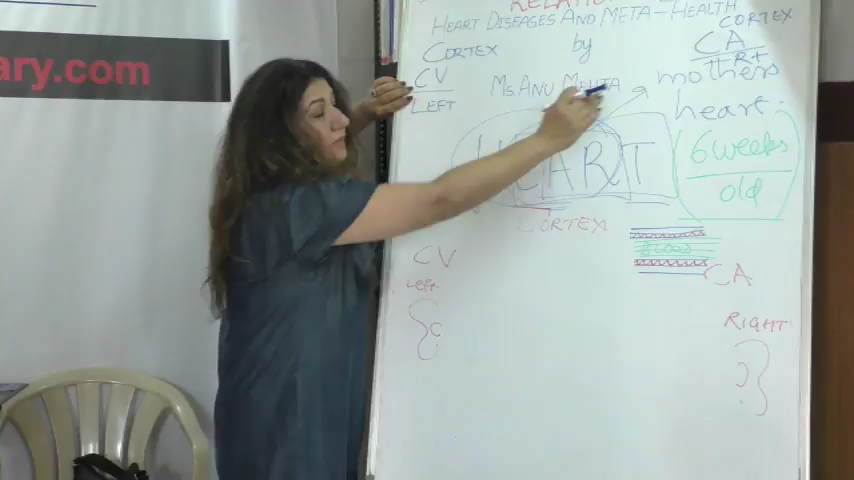 RELATION
HEART DISEASES AND META-HEALTH
by
Ms. ANU MEHTA
CORTEX
CV
LEFT
CORTEX
CA
Rt
mothers
heart.
HEART
6 weeks
old
CORTEX
CV
Left
CA
RIGHT
ary.com